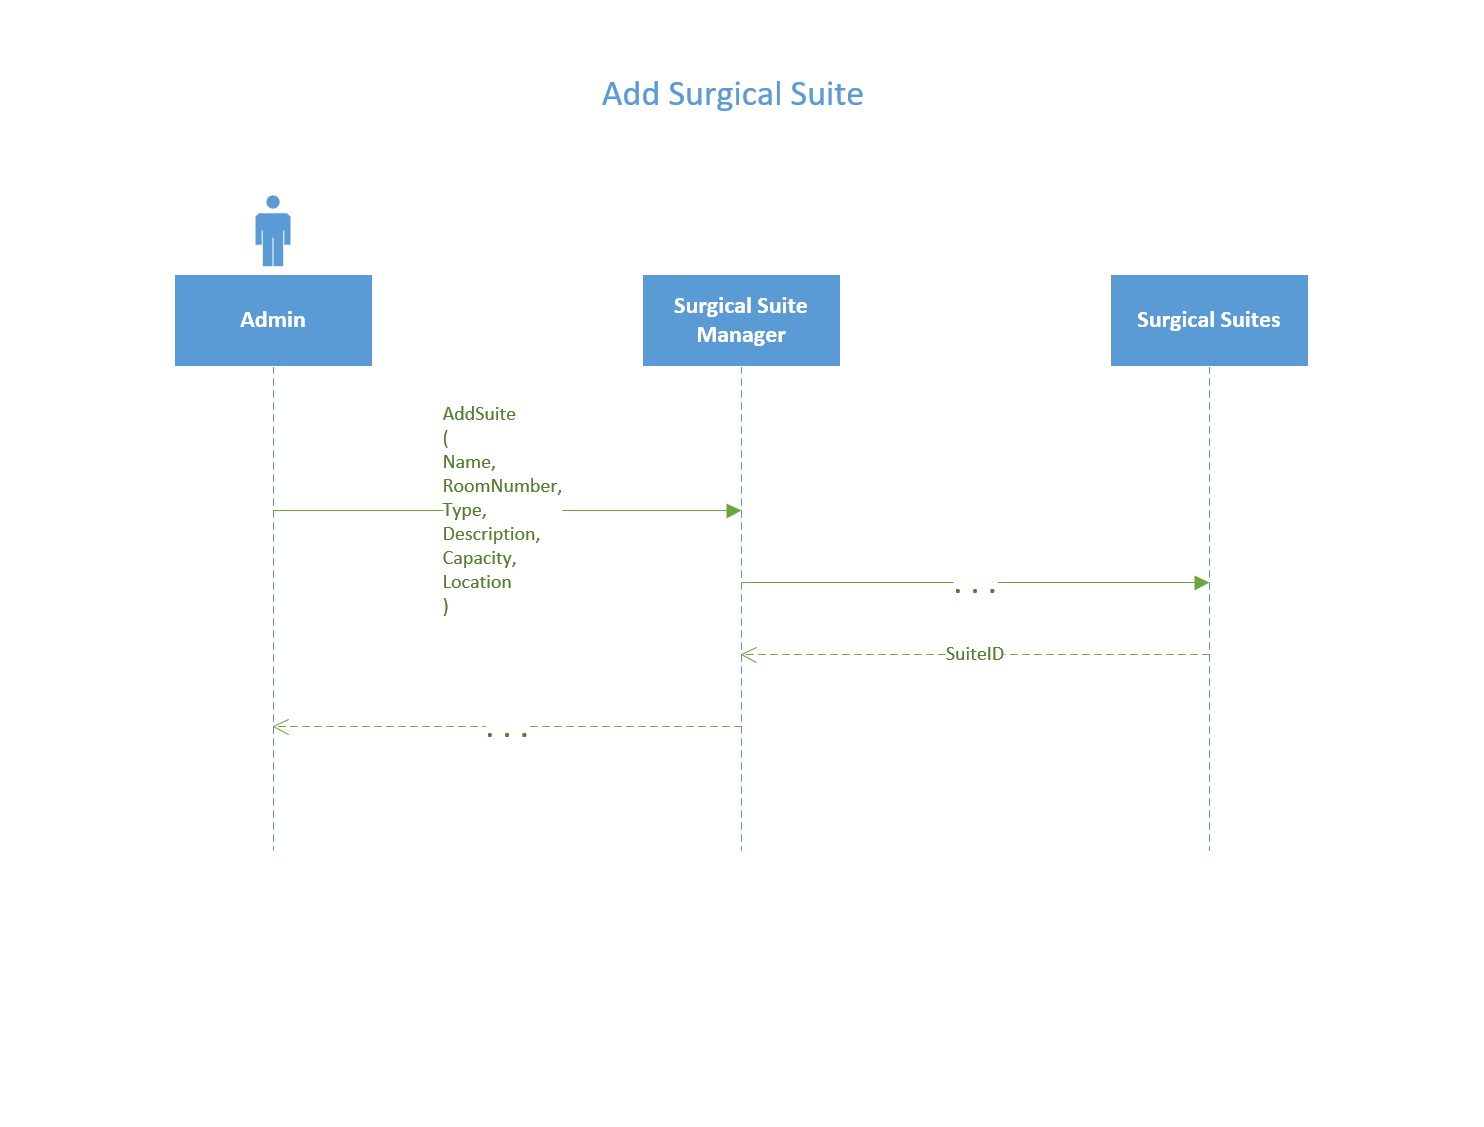 Add Surgical Suite
Admin
Surgical Suite
Manager
Surgical Suites
AddSuite
(
Name,
RoomNumber,
Type,
Description,
Capacity,
Location
)
. . .
SuiteID
. . .